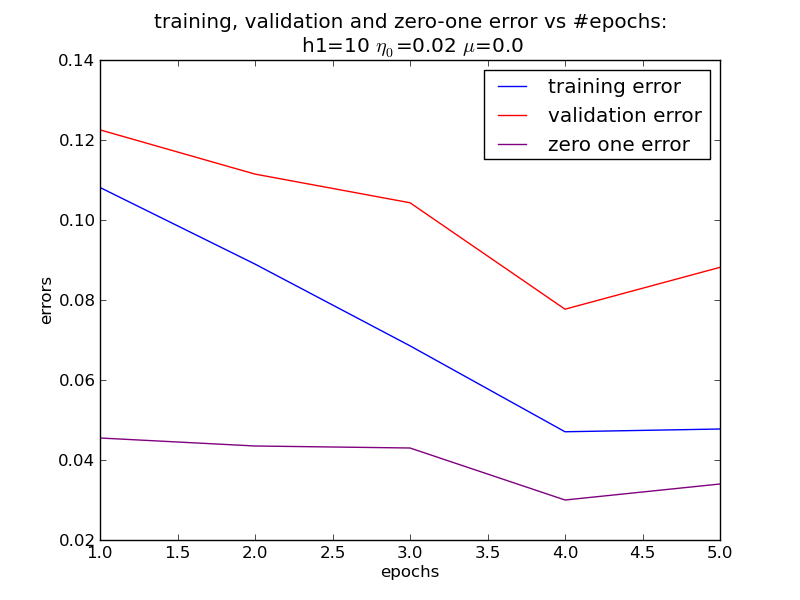 training, validation and zero-one error vs #epochs:
h1=10 η₀=0.02 μ=0.0
training error
validation error
zero one error
0.14
0.12
0.10
0.08
0.06
0.04
0.02
errors
1.0 1.5 2.0 2.5 3.0 3.5 4.0 4.5 5.0
epochs